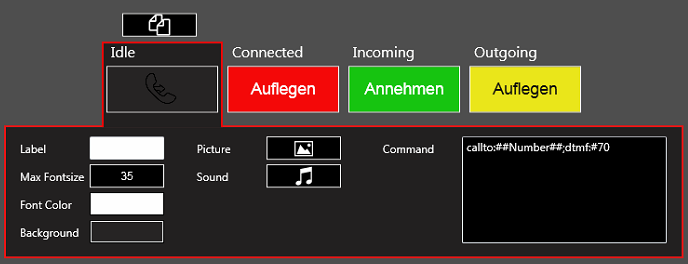 Idle
Connected
Incoming
Outgoing
Auflegen
Annehmen
Auflegen
Label
Picture
Command
callto:##Number##;dtmf:#70
Max Fontsize
35
Sound
Font Color
Background